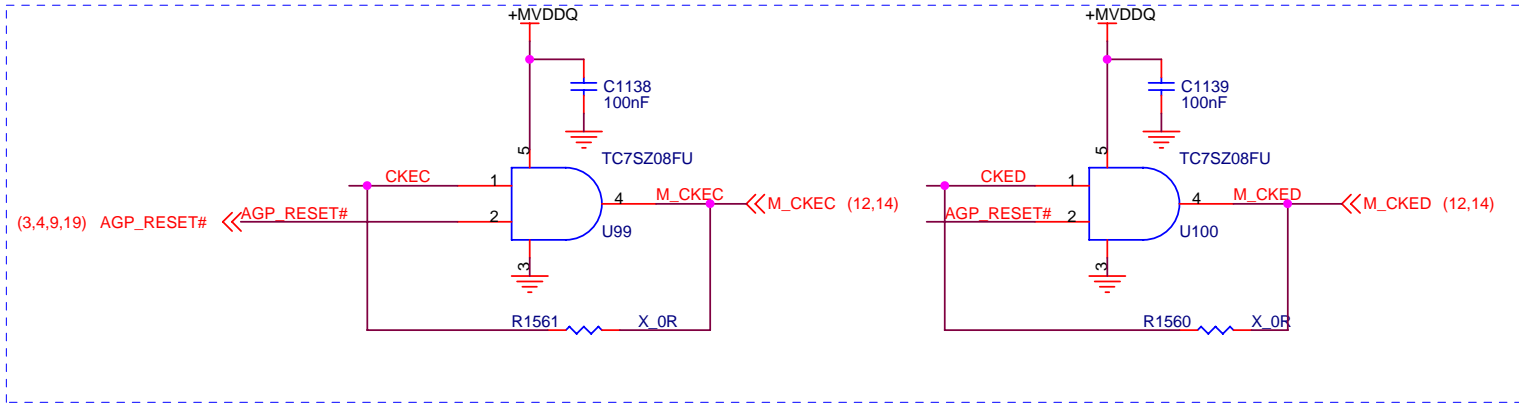 +MVDDQ
C1138
100nF
5
TC7SZ08FU
CKEC
1
4
M_CKEC
M_CKEC (12,14)
(3,4,9,19) AGP_RESET#
AGP_RESET#
2
U99
3
R1561
X_0R
+MVDDQ
C1139
100nF
5
TC7SZ08FU
CKED
1
4
M_CKED
M_CKED (12,14)
AGP_RESET#
2
U100
3
R1560
X_0R